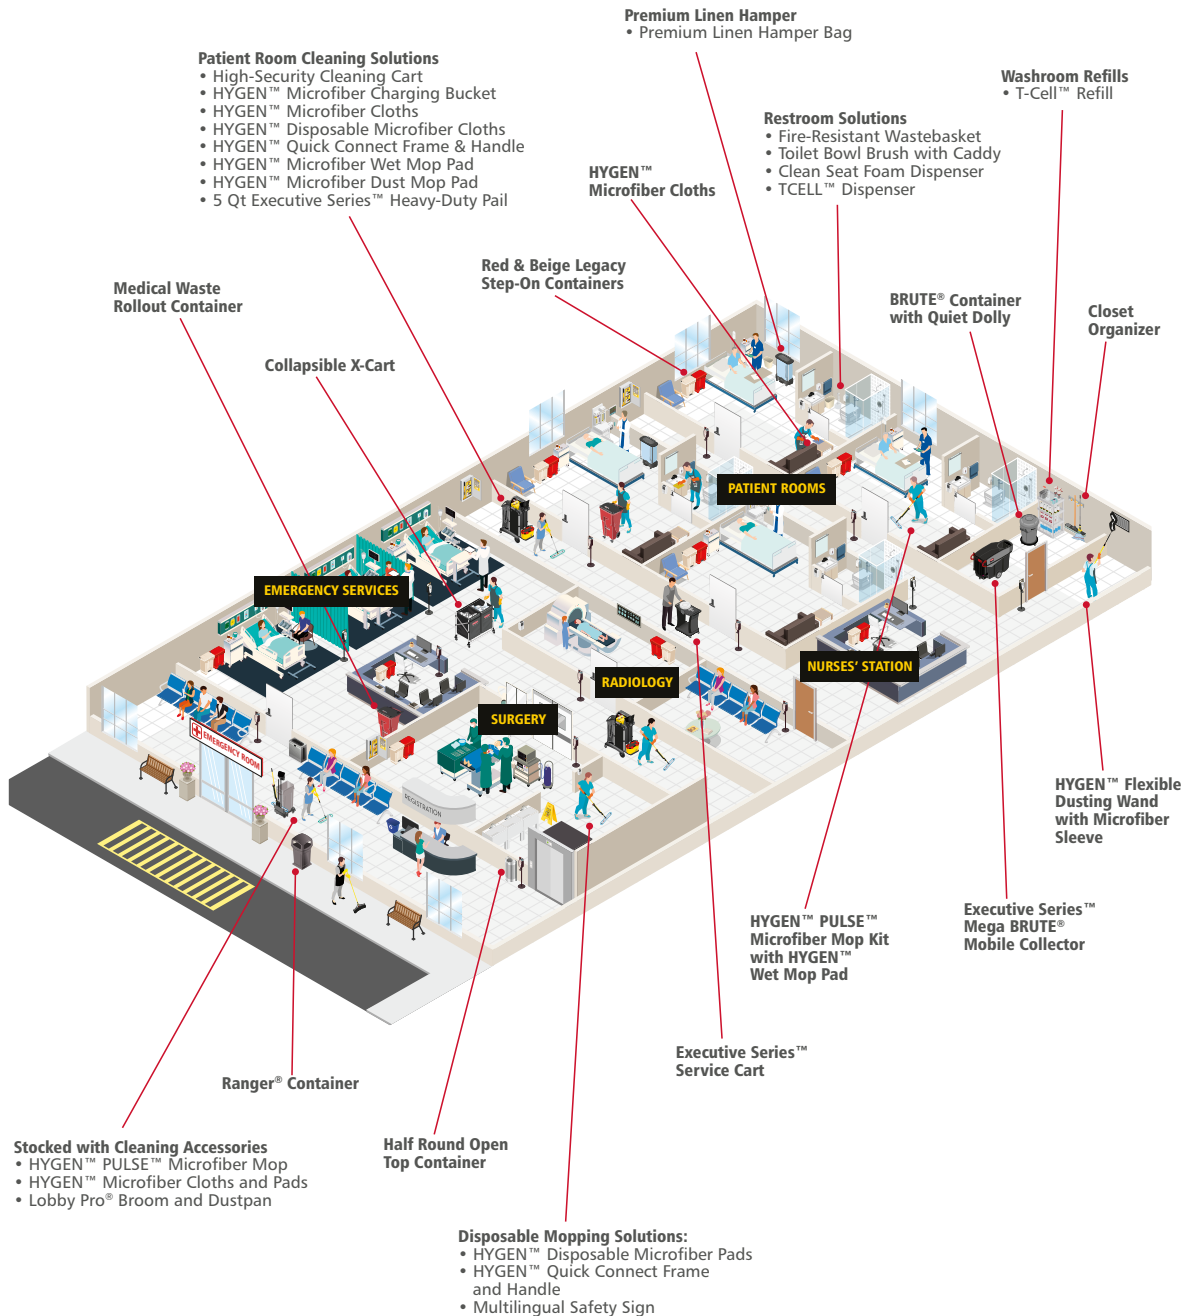 Premium Linen Hamper
• Premium Linen Hamper Bag
Patient Room Cleaning Solutions
• High-Security Cleaning Cart
• HYGEN™ Microfiber Charging Bucket
• HYGEN™ Microfiber Cloths
• HYGEN™ Disposable Microfiber Cloths
• HYGEN™ Quick Connect Frame & Handle
• HYGEN™ Microfiber Wet Mop Pad
• HYGEN™ Microfiber Dust Mop Pad
• 5 Qt Executive Series™ Heavy-Duty Pail
Washroom Refills
• T-Cell™ Refill
Restroom Solutions
• Fire-Resistant Wastebasket
• Toilet Bowl Brush with Caddy
• Clean Seat Foam Dispenser
• TCELL™ Dispenser
HYGEN™
Microfiber Cloths
Red & Beige Legacy
Step-On Containers
Medical Waste
Rollout Container
BRUTE® Container
with Quiet Dolly
Closet
Organizer
Collapsible X-Cart
PATIENT ROOMS
EMERGENCY SERVICES
NURSES' STATION
RADIOLOGY
SURGERY
EMERGENCY ROOM
REGISTRATION
HYGEN™ Flexible
Dusting Wand
with Microfiber
Sleeve
HYGEN™ PULSE™
Microfiber Mop Kit
with HYGEN™
Wet Mop Pad
Executive Series™
Mega BRUTE®
Mobile Collector
Executive Series™
Service Cart
Ranger® Container
Stocked with Cleaning Accessories
• HYGEN™ PULSE™ Microfiber Mop
• HYGEN™ Microfiber Cloths and Pads
• Lobby Pro® Broom and Dustpan
Half Round Open
Top Container
Disposable Mopping Solutions:
• HYGEN™ Disposable Microfiber Pads
• HYGEN™ Quick Connect Frame
and Handle
• Multilingual Safety Sign